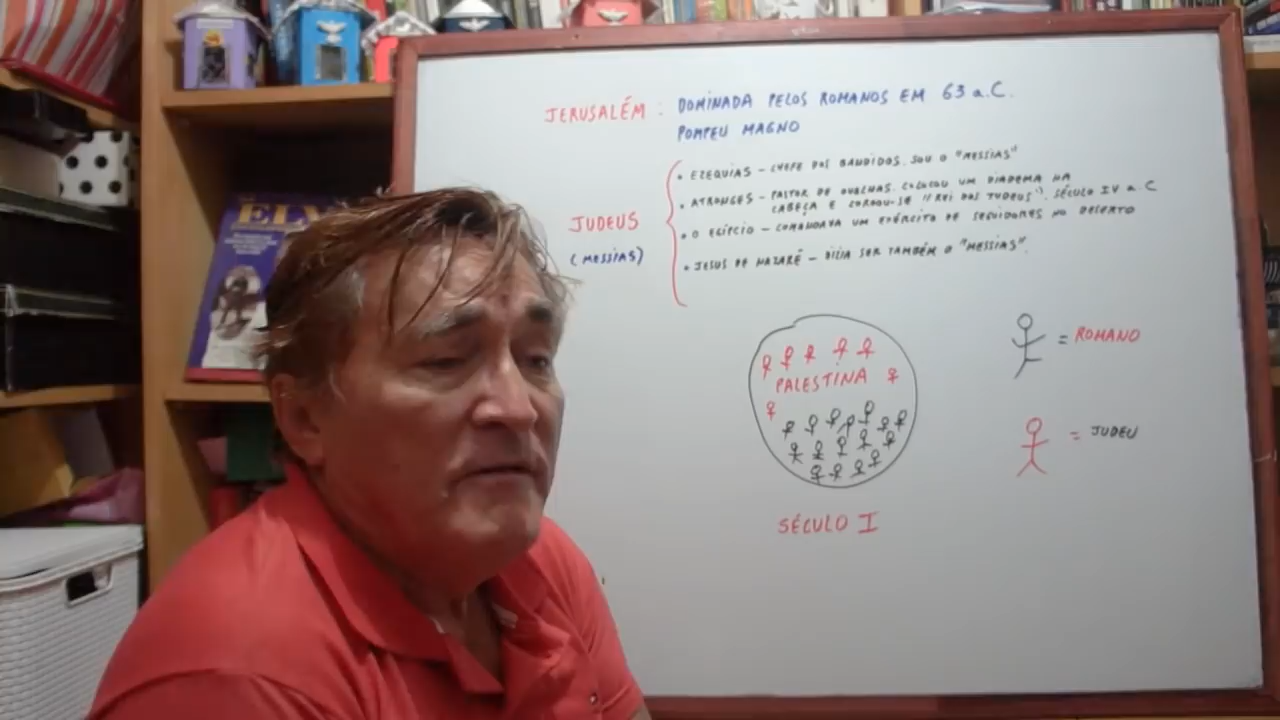 JERUSALÉM : DOMINADA PELOS ROMANOS EM 63 a.C.
POMPEU MAGNO
JUDEUS
(MESSIAS)
• EZEQUIAS – CHEFE DOS BANDIDOS. SOU O "MESSIAS"
• ATRONGES – PASTOR DE OVELHAS. COLOCOU UM DIADEMA NA
CABEÇA E COROOU-SE "REI DOS JUDEUS". SÉCULO IV a C
• O EGÍPCIO – COMANDAVA UM EXÉRCITO DE SEGUIDORES NO DESERTO
• JESUS DE NAZARÉ – DIZIA SER TAMBÉM O "MESSIAS".
PALESTINA
SÉCULO I
= ROMANO
= JUDEU